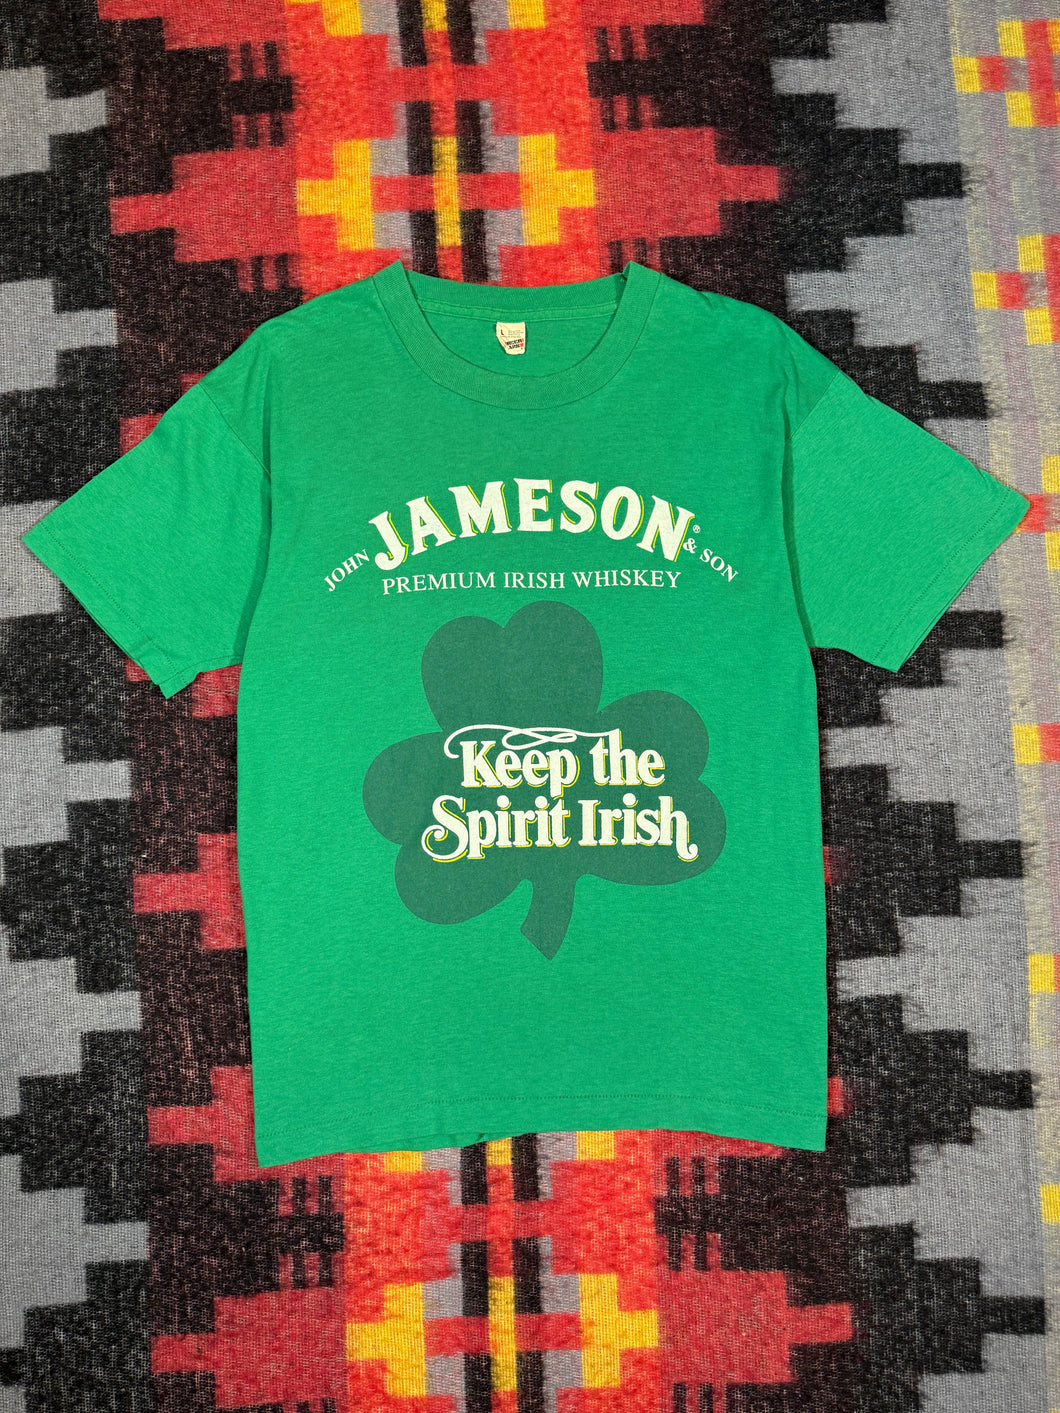 JOHN JAMESON® & SON
PREMIUM IRISH WHISKEY
Keep the
Spirit Irish
L